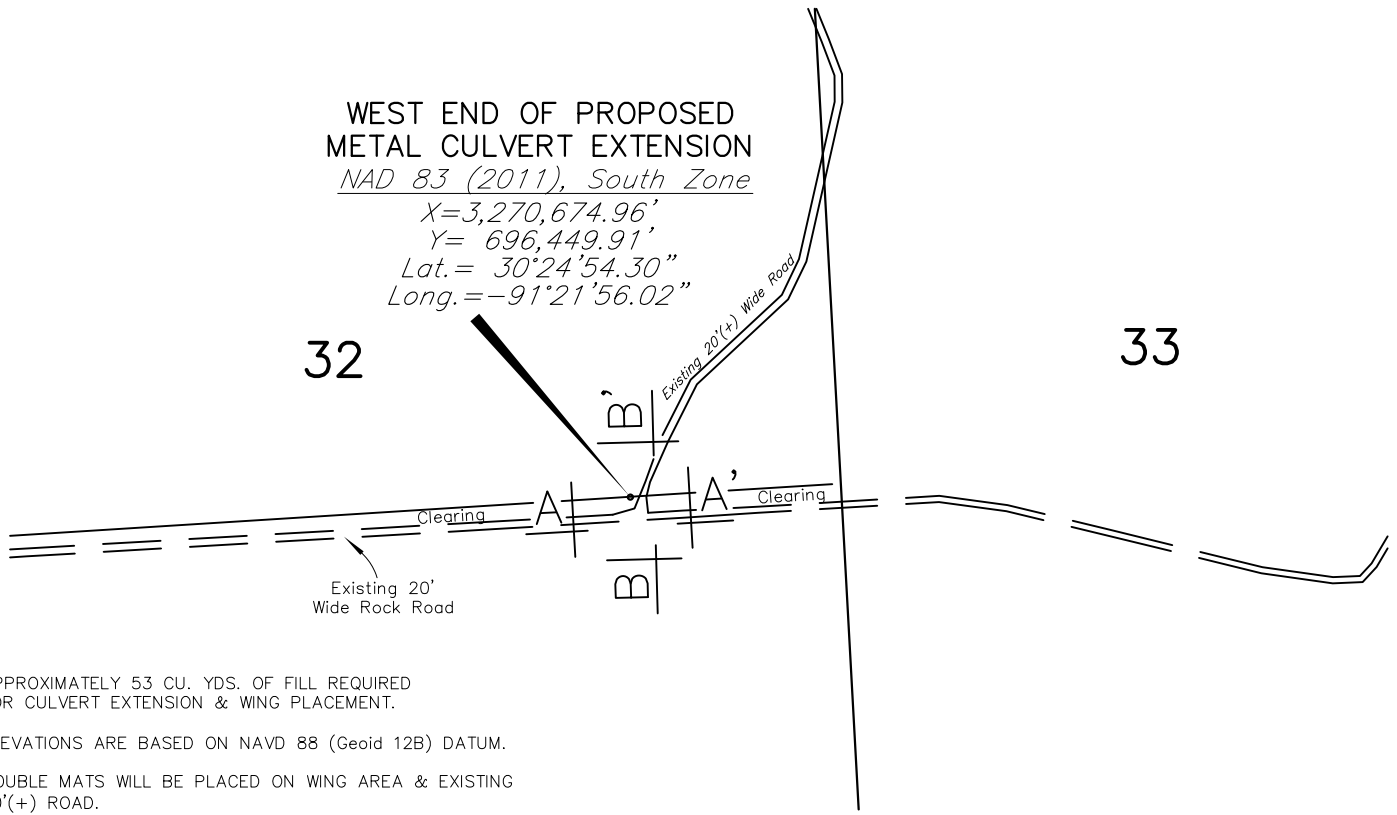 WEST END OF PROPOSED
METAL CULVERT EXTENSION
NAD 83 (2011), South Zone
X=3,270,674.96'
Y= 696,449.91'
Lat.= 30°24'54.30"
Long.=-91°21'56.02"
Existing 20'(+) Wide Road
32
33
B'
A
A'
Clearing
Clearing
B
Existing 20'
Wide Rock Road
PPROXIMATELY 53 CU. YDS. OF FILL REQUIRED
OR CULVERT EXTENSION & WING PLACEMENT.
EVATIONS ARE BASED ON NAVD 88 (Geoid 12B) DATUM.
OUBLE MATS WILL BE PLACED ON WING AREA & EXISTING
0'(+) ROAD.